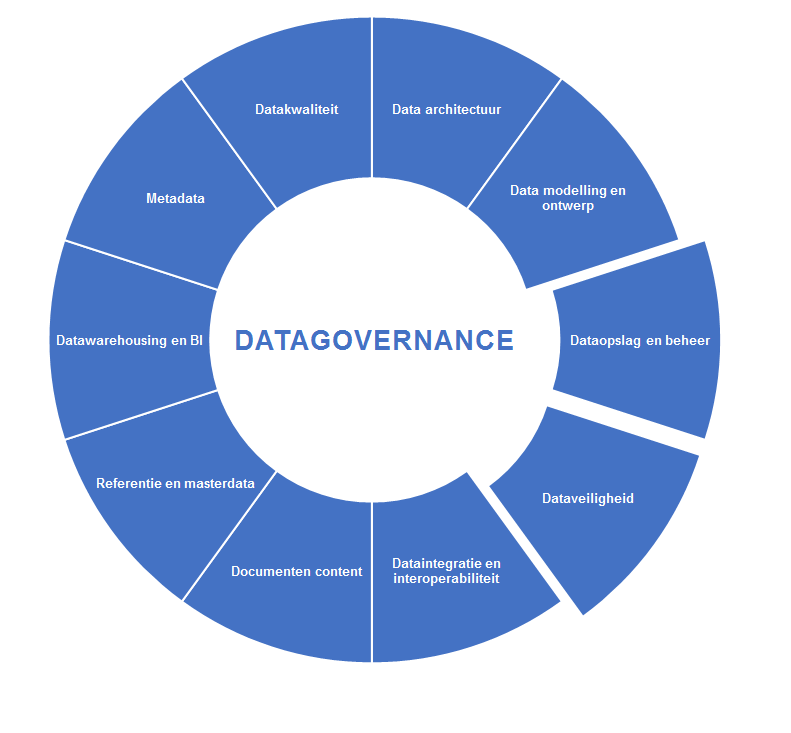 Datakwaliteit
Data architectuur
Data modelling en
ontwerp
Metadata
Datawarehousing en BI
DATAGOVERNANCE
Dataopslag en beheer
Referentie en masterdata
Dataveiligheid
Documenten content
Dataintegratie en
interoperabiliteit